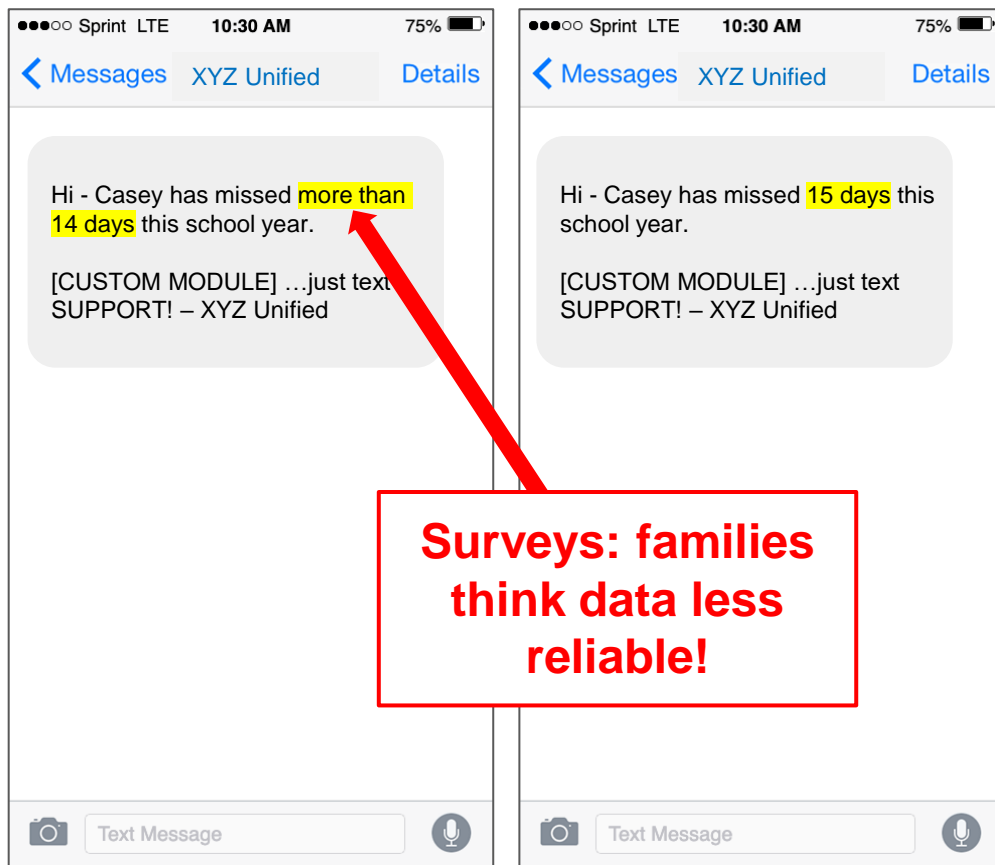 Sprint LTE 10:30 AM 75%
Messages XYZ Unified Details
Hi - Casey has missed more than
14 days this school year.
[CUSTOM MODULE] …just text
SUPPORT! – XYZ Unified
Text Message
Sprint LTE 10:30 AM 75%
Messages XYZ Unified Details
Hi - Casey has missed 15 days this
school year.
[CUSTOM MODULE] …just text
SUPPORT! – XYZ Unified
Text Message
Surveys: families
think data less
reliable!